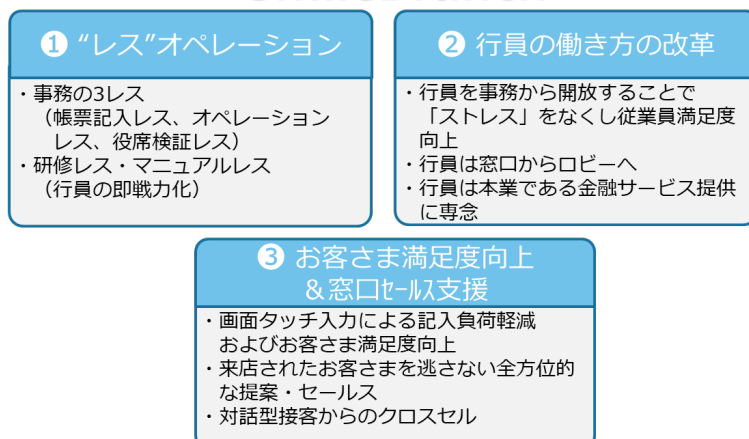 ❶ “レス”オペレーション
・事務の3レス
（帳票記入レス、オペレーション
レス、役席検証レス）
・研修レス・マニュアルレス
（行員の即戦力化）
❷ 行員の働き方の改革
・行員を事務から開放することで
「ストレス」をなくし従業員満足度
向上
・行員は窓口からロビーへ
・行員は本業である金融サービス提供
に専念
❸ お客さま満足度向上
＆窓口ｾｰﾙｽ支援
・画面タッチ入力による記入負荷軽減
およびお客さま満足度向上
・来店されたお客さまを逃さない全方位的
な提案・セールス
・対話型接客からのクロスセル